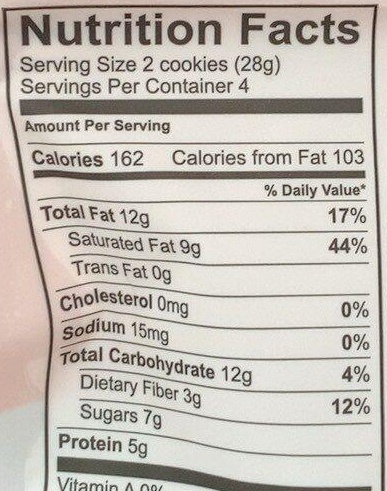 Nutrition Facts
Serving Size 2 cookies (28g)
Servings Per Container 4
Amount Per Serving
Calories 162 Calories from Fat 103
% Daily Value*
Total Fat 12g 17%
Saturated Fat 9g 44%
Trans Fat 0g
Cholesterol 0mg 0%
Sodium 15mg 0%
Total Carbohydrate 12g 4%
Dietary Fiber 3g 12%
Sugars 7g
Protein 5g
Vitamin A 0%